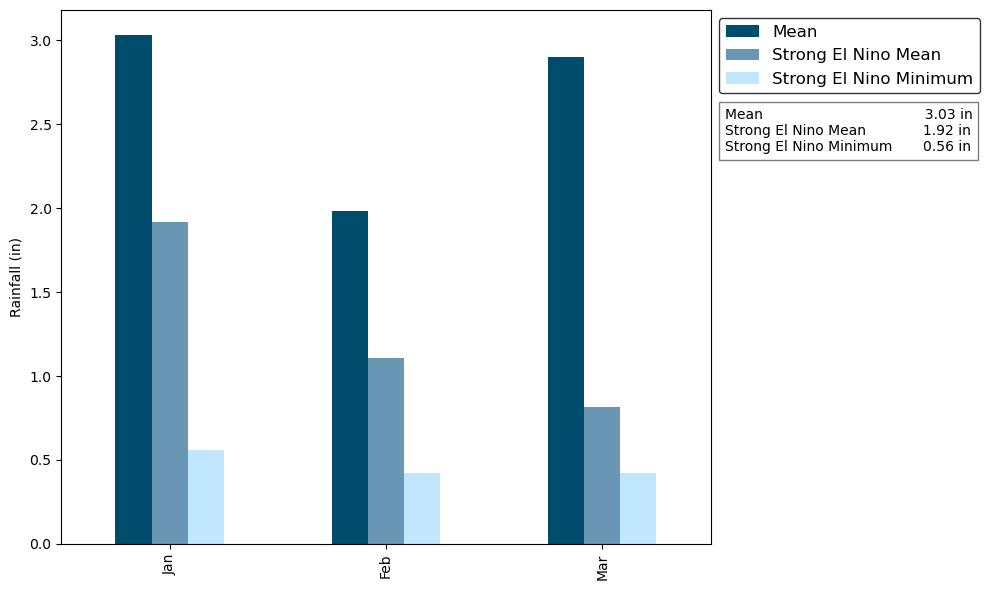 3.0
2.5
2.0
1.5
1.0
0.5
0.0
Rainfall (in)
Jan
Feb
Mar
Mean
Strong El Nino Mean
Strong El Nino Minimum
Mean 3.03 in
Strong El Nino Mean 1.92 in
Strong El Nino Minimum 0.56 in